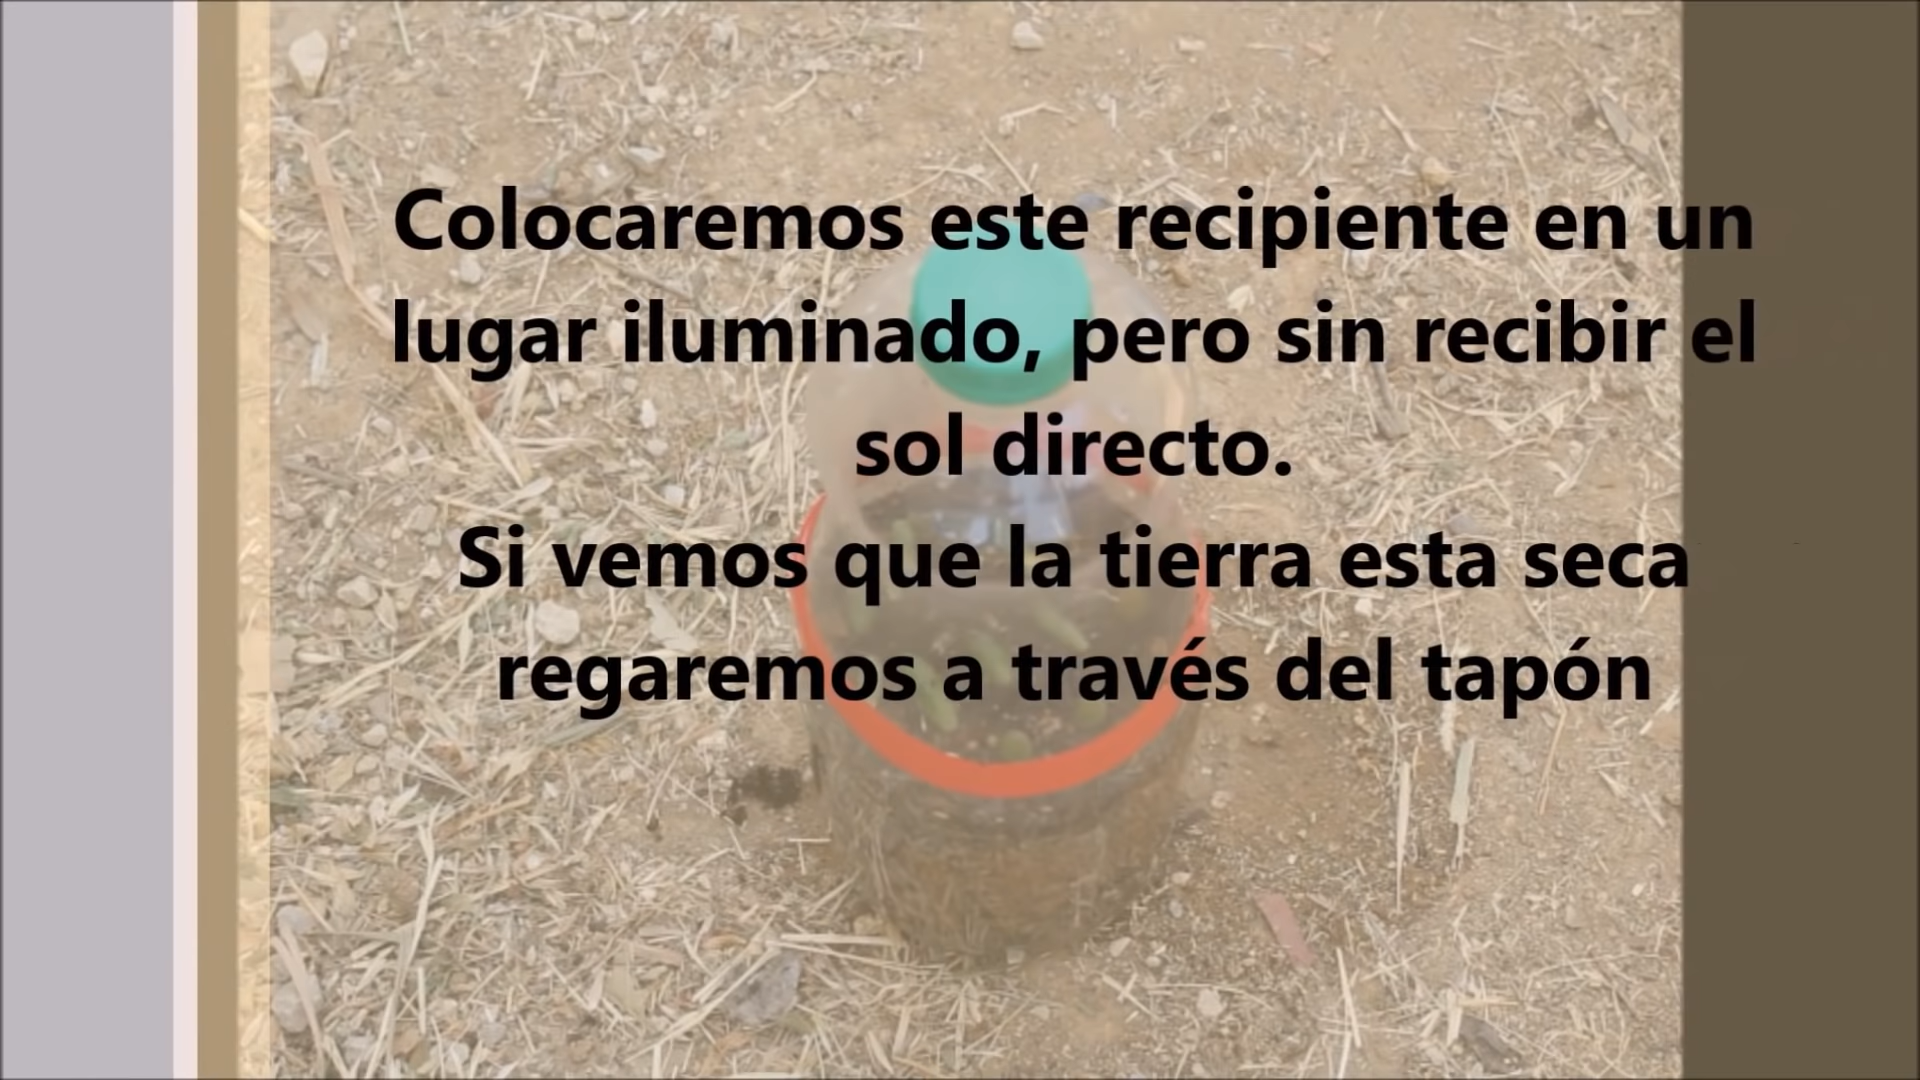 Colocaremos este recipiente en un
lugar iluminado, pero sin recibir el
sol directo.
Si vemos que la tierra esta seca
regaremos a través del tapón